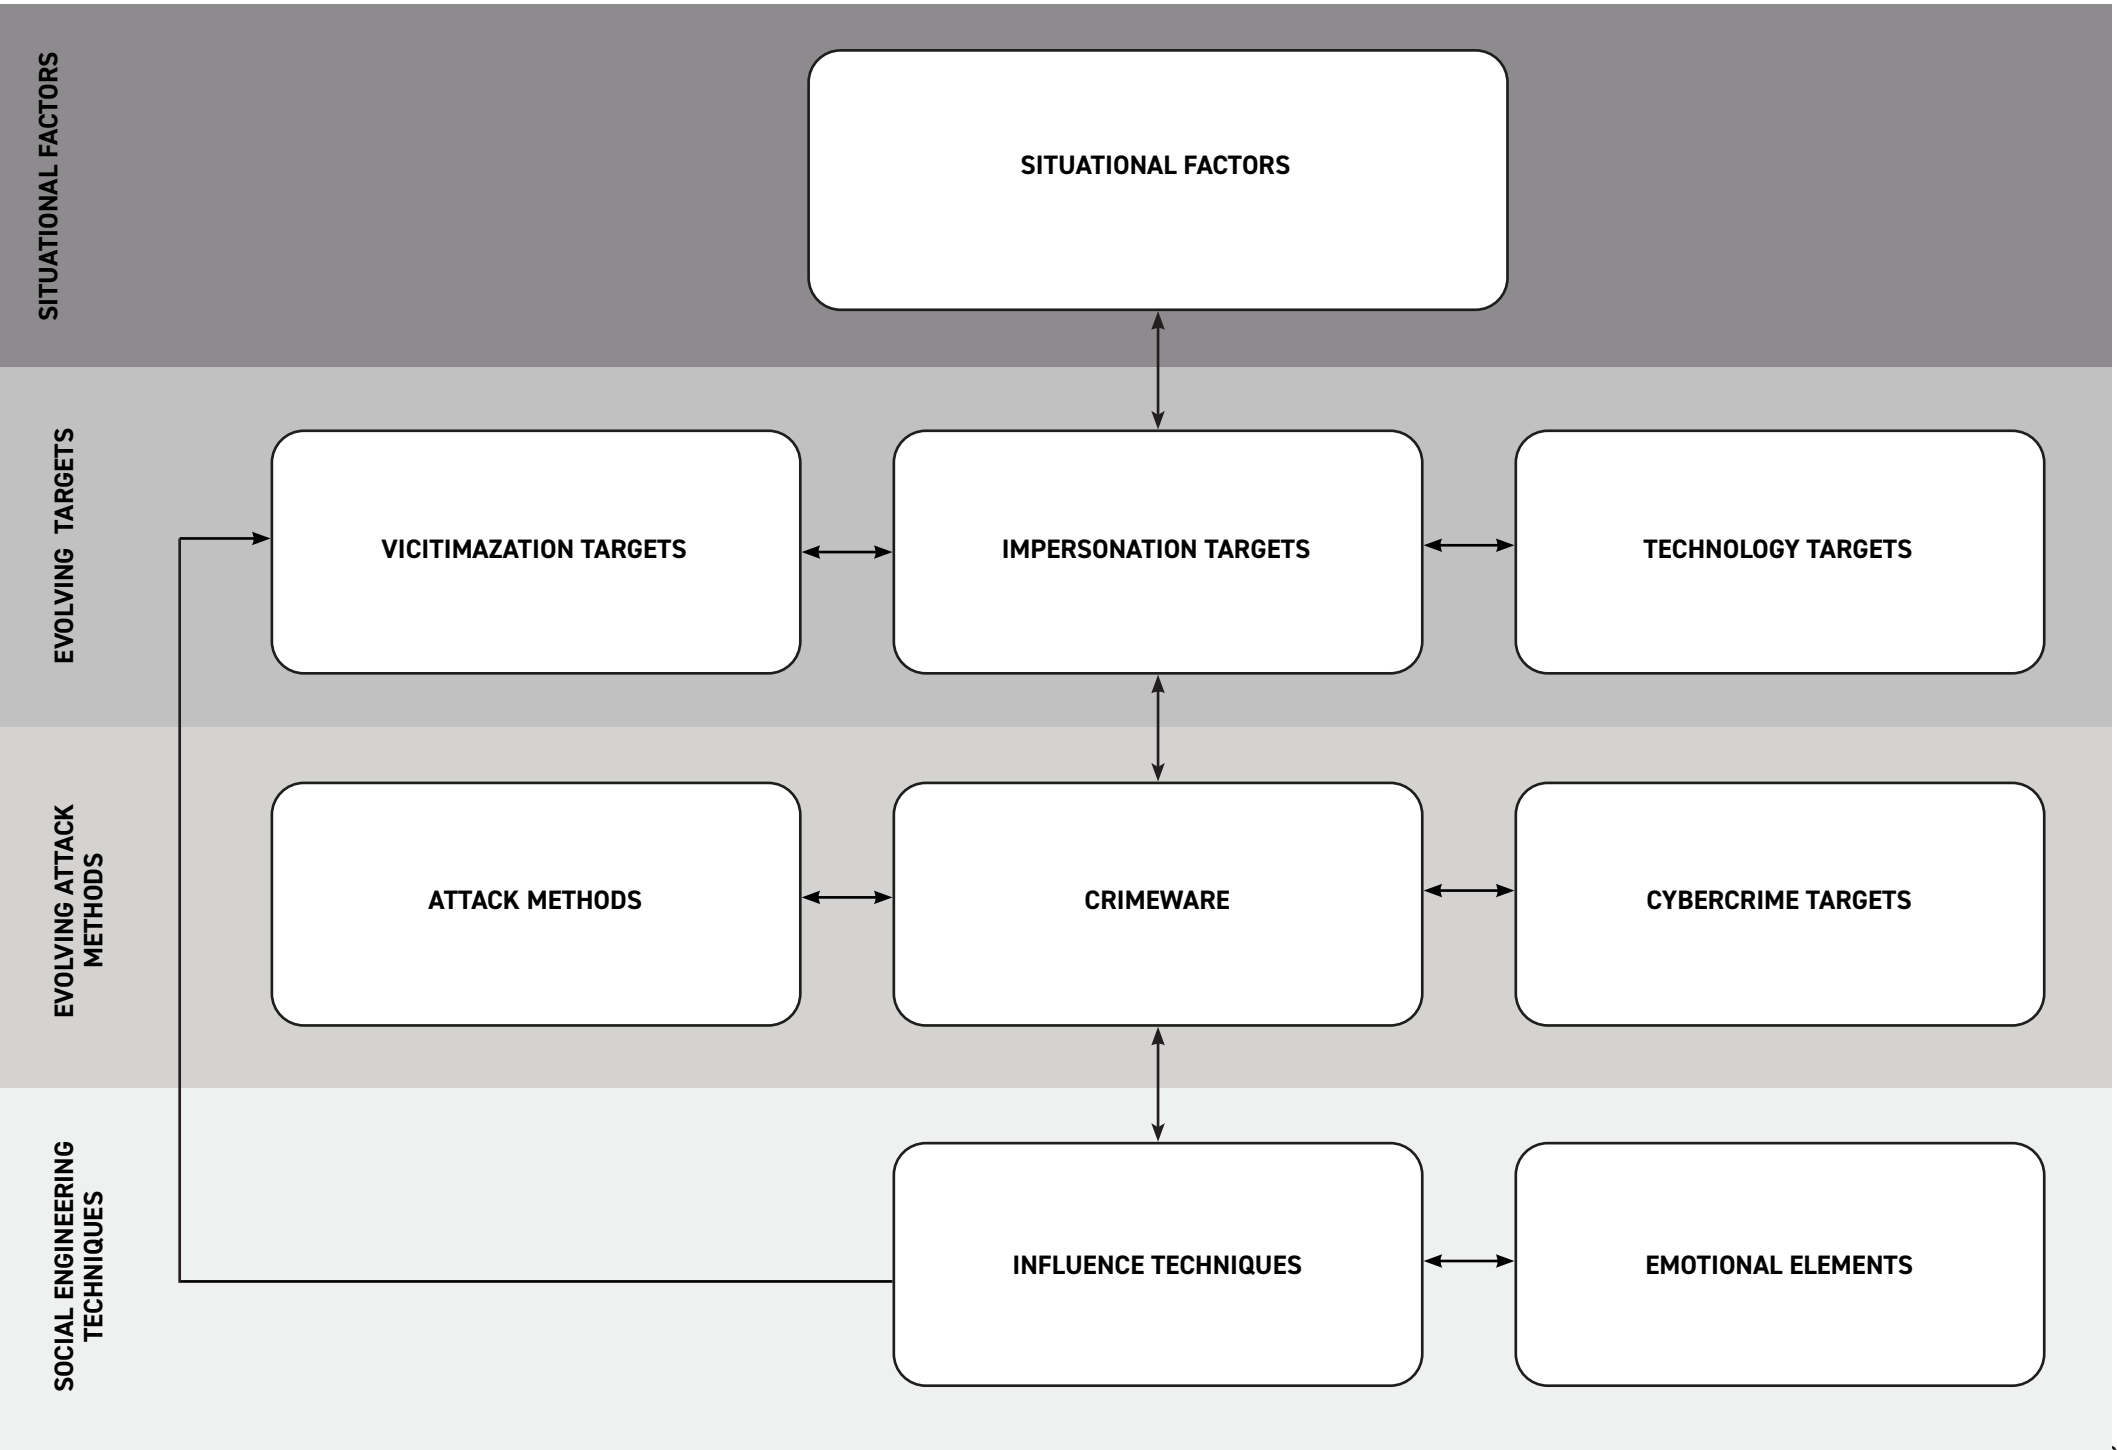 SITUATIONAL FACTORS
SITUATIONAL FACTORS
EVOLVING TARGETS
VICITIMAZATION TARGETS
IMPERSONATION TARGETS
TECHNOLOGY TARGETS
EVOLVING ATTACK
METHODS
ATTACK METHODS
CRIMEWARE
CYBERCRIME TARGETS
SOCIAL ENGINEERING
TECHNIQUES
INFLUENCE TECHNIQUES
EMOTIONAL ELEMENTS